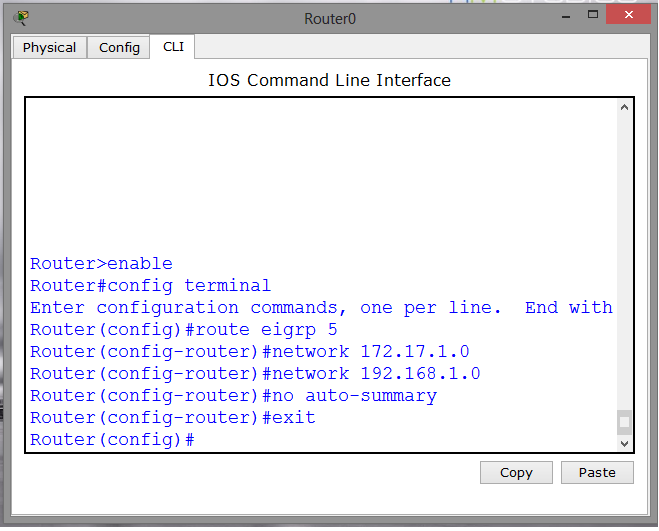 Router0
Physical Config CLI
IOS Command Line Interface
Router>enable
Router#config terminal
Enter configuration commands, one per line.  End with
Router(config)#route eigrp 5
Router(config-router)#network 172.17.1.0
Router(config-router)#network 192.168.1.0
Router(config-router)#no auto-summary
Router(config-router)#exit
Router(config)#
Copy Paste